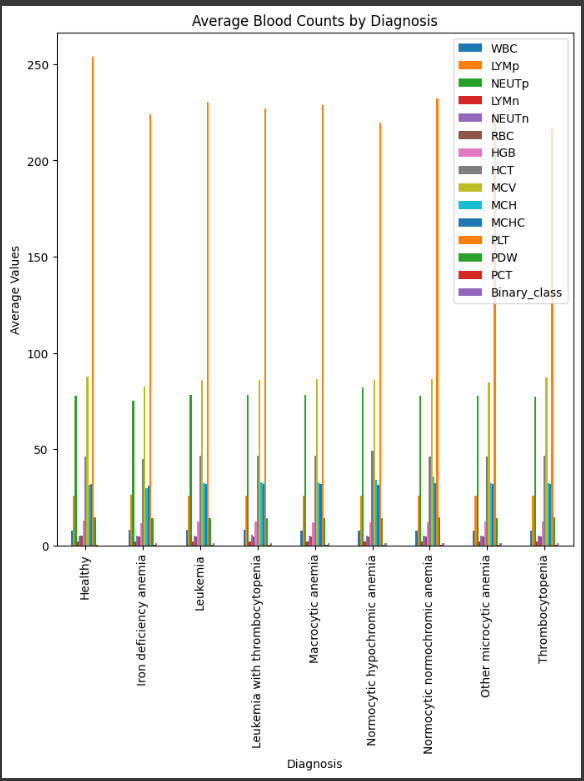 Average Blood Counts by Diagnosis
WBC
LYMp
NEUTp
LYMn
NEUTn
RBC
HGB
HCT
MCV
MCH
MCHC
PLT
PDW
PCT
Binary_class
250
200
150
100
50
0
Average Values
Healthy
Iron deficiency anemia
Leukemia
Leukemia with thrombocytopenia
Macrocytic anemia
Normocytic hypochromic anemia
Normocytic normochromic anemia
Other microcytic anemia
Thrombocytopenia
Diagnosis